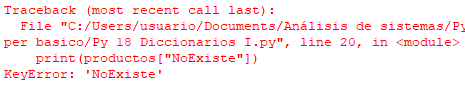 Traceback (most recent call last):
File "C:/Users/usuario/Documents/Análisis de sistemas/Py
per basico/Py 18 Diccionarios I.py", line 20, in <module>
print(productos["NoExiste"])
KeyError: 'NoExiste'